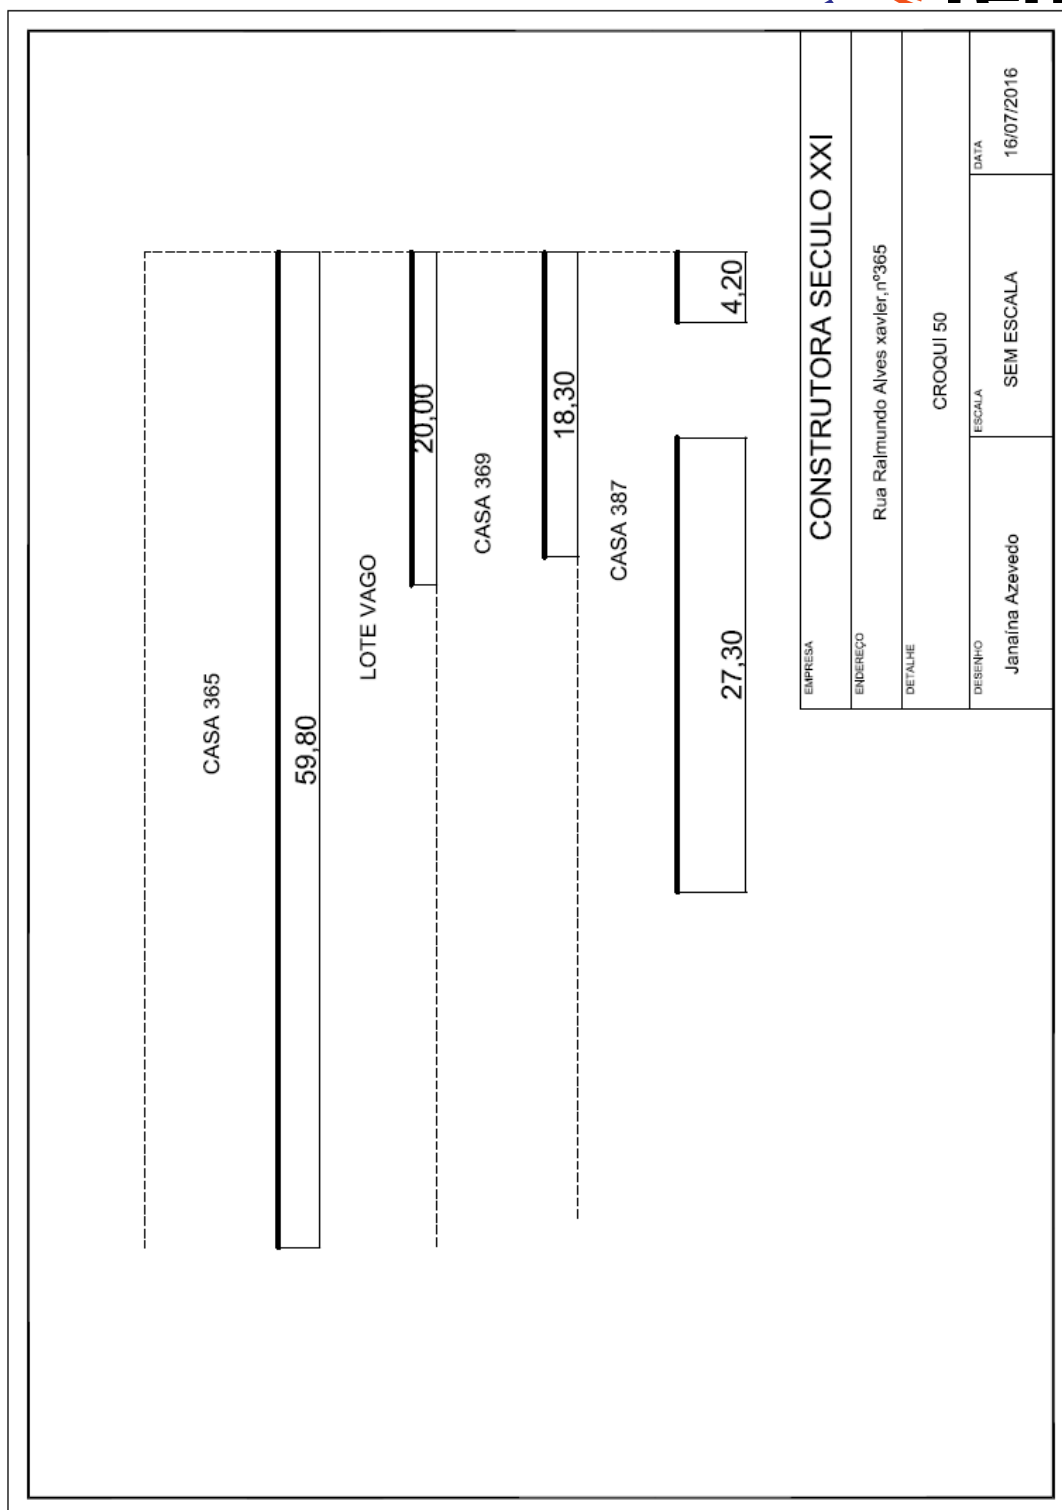 CASA 365
59,80
LOTE VAGO
20,00
CASA 369
18,30
CASA 387
27,30
4,20
EMPRESA
CONSTRUTORA SECULO XXI
ENDEREÇO
Rua Raimundo Alves xavier,nº365
DETALHE
CROQUI 50
DESENHO
Janaína Azevedo
ESCALA
SEM ESCALA
DATA
16/07/2016